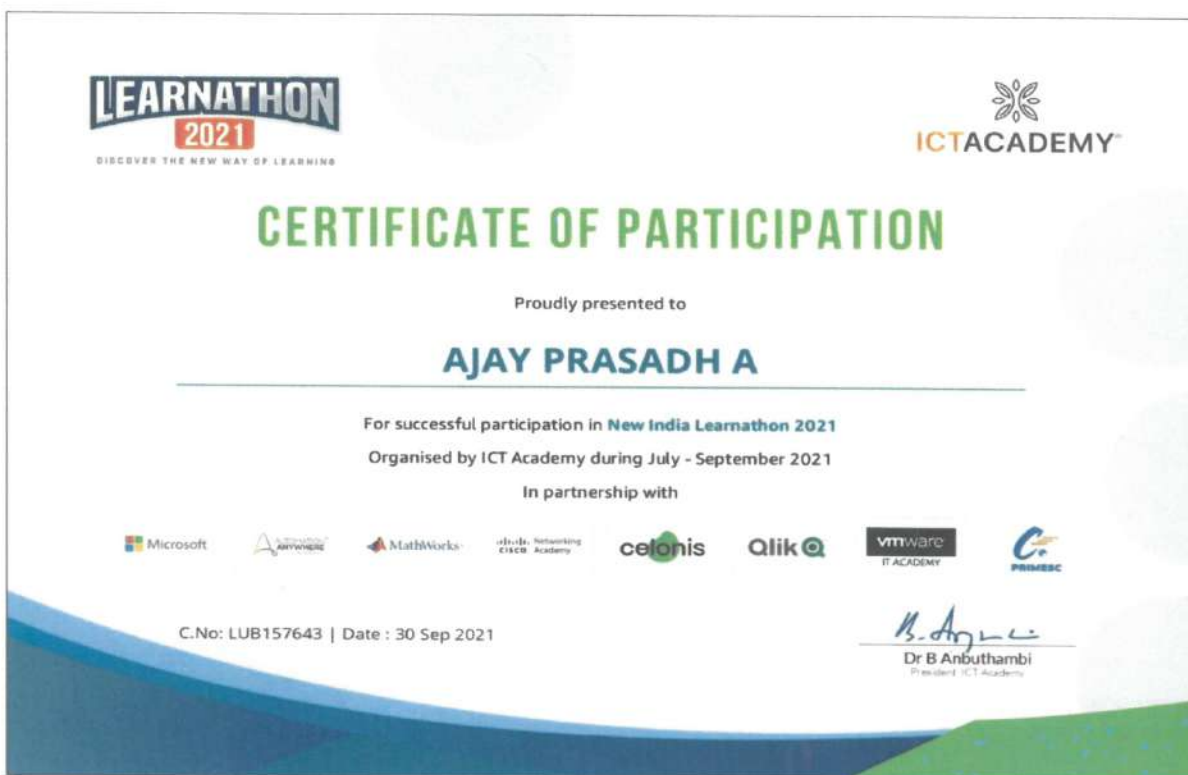 LEARNATHON
2021
DISCOVER THE NEW WAY OF LEARNING
ICTACADEMY
CERTIFICATE OF PARTICIPATION
Proudly presented to
AJAY PRASADH A
For successful participation in New India Learnathon 2021
Organised by ICT Academy during July - September 2021
In partnership with
Microsoft
AUTOMATION ANYWHERE
MathWorks
CISCO Networking Academy
celonis
Qlik
vmware
IT ACADEMY
PRIMESC
C.No: LUB157643 | Date : 30 Sep 2021
Dr B Anbuthambi
President ICT Academy